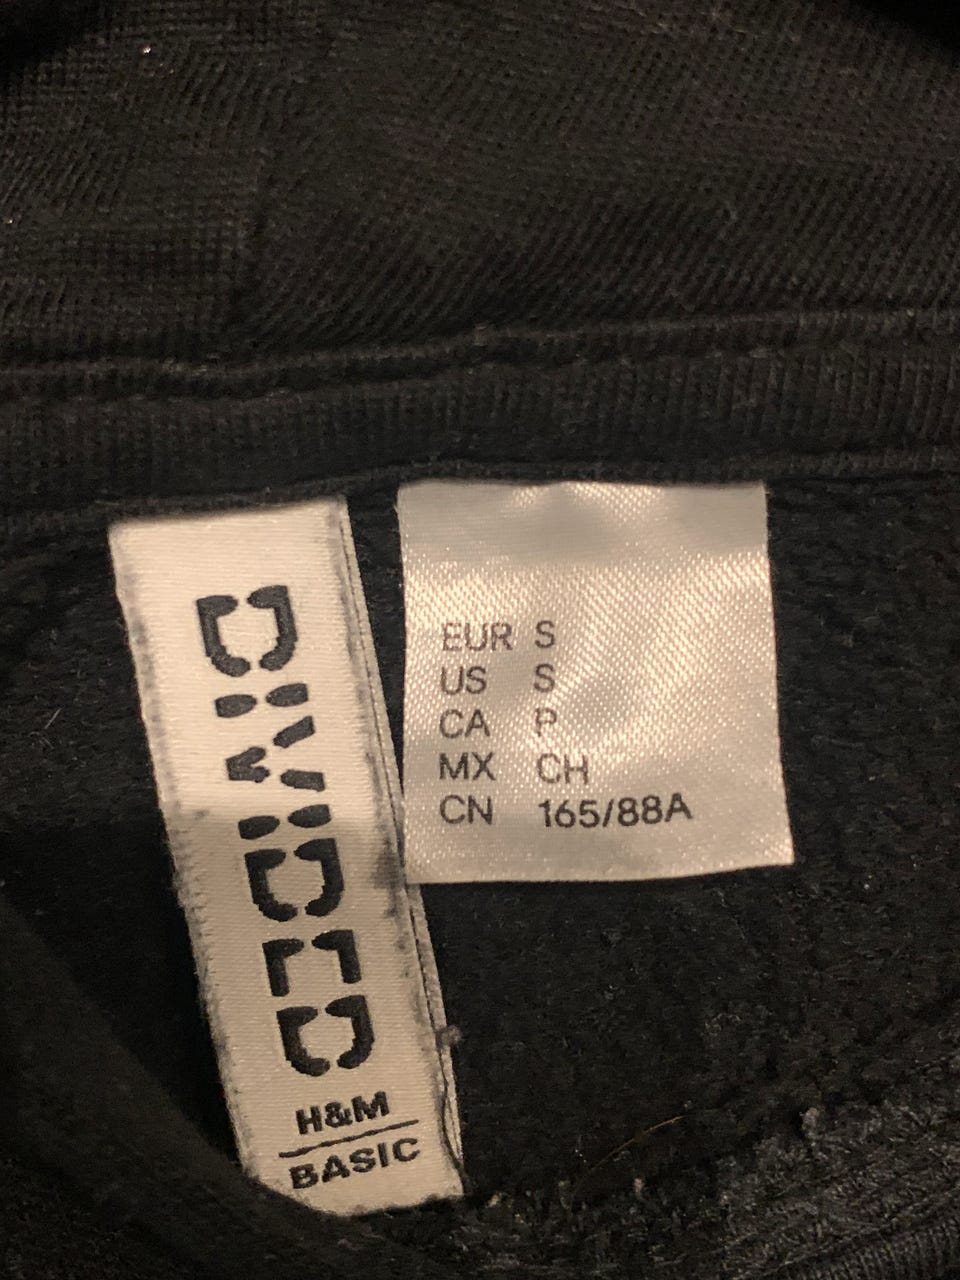 DIVIDED
H&M
BASIC
EUR S
US S
CA P
MX CH
CN 165/88A